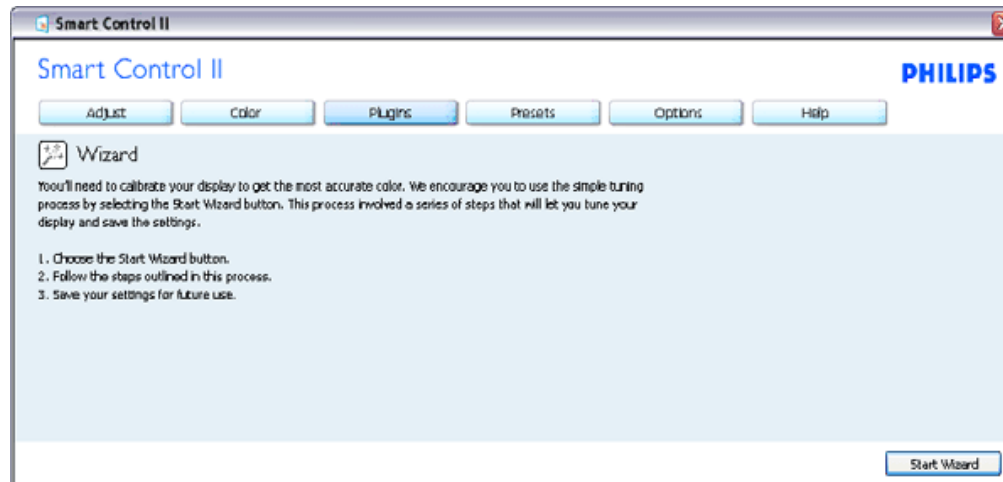 Smart Control II
Smart Control II
PHILIPS
Adjust Color Plugins Presets Options Help
Wizard
Yoou'll need to calibrate your display to get the most accurate color. We encourage you to use the simple tuning
process by selecting the Start Wizard button. This process involved a series of steps that will let you tune your
display and save the settings.
1. Choose the Start Wizard button.
2. Follow the steps outlined in this process.
3. Save your settings for future use.
Start Wizard